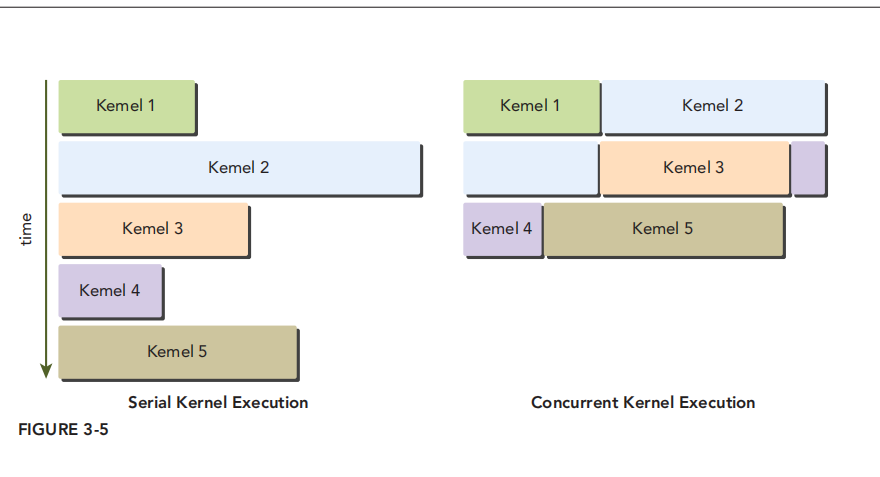 Kernel 1
Kernel 2
Kernel 3
Kernel 4
Kernel 5
time
Serial Kernel Execution
Kernel 1
Kernel 2
Kernel 3
Kernel 4
Kernel 5
Concurrent Kernel Execution
FIGURE 3-5